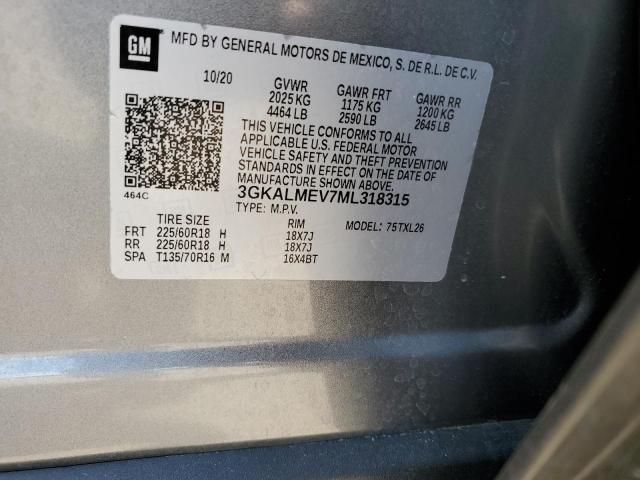 GM
MFD BY GENERAL MOTORS DE MEXICO, S. DE R.L. DE C.V.
10/20 GVWR GAWR FRT GAWR RR
2025 KG 1175 KG 1200 KG
4464 LB 2590 LB 2645 LB
THIS VEHICLE CONFORMS TO ALL
APPLICABLE U.S. FEDERAL MOTOR
VEHICLE SAFETY AND THEFT PREVENTION
STANDARDS IN EFFECT ON THE DATE OF
MANUFACTURE SHOWN ABOVE.
464C
3GKALMEV7ML318315
TYPE: M.P.V. MODEL: 75TXL26
TIRE SIZE RIM
FRT 225/60R18 H 18X7J
RR 225/60R18 H 18X7J
SPA T135/70R16 M 16X4BT